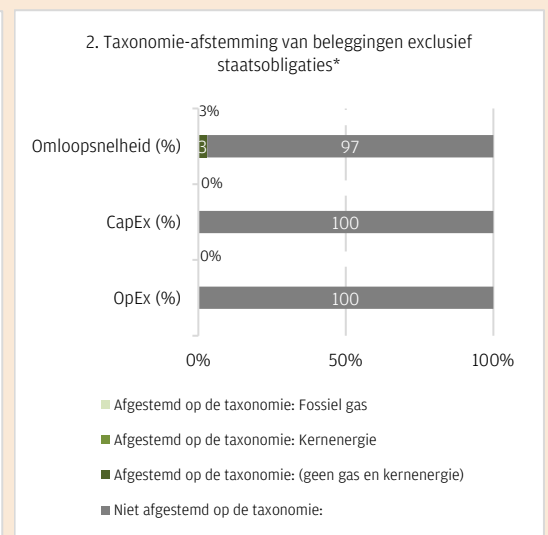 2. Taxonomie-afstemming van beleggingen exclusief
staatsobligaties*
3%
Omloopsnelheid (%)
3
97
0%
CapEx (%)
100
0%
OpEx (%)
100
0%
50%
100%
Afgestemd op de taxonomie: Fossiel gas
Afgestemd op de taxonomie: Kernenergie
Afgestemd op de taxonomie: (geen gas en kernenergie)
Niet afgestemd op de taxonomie: